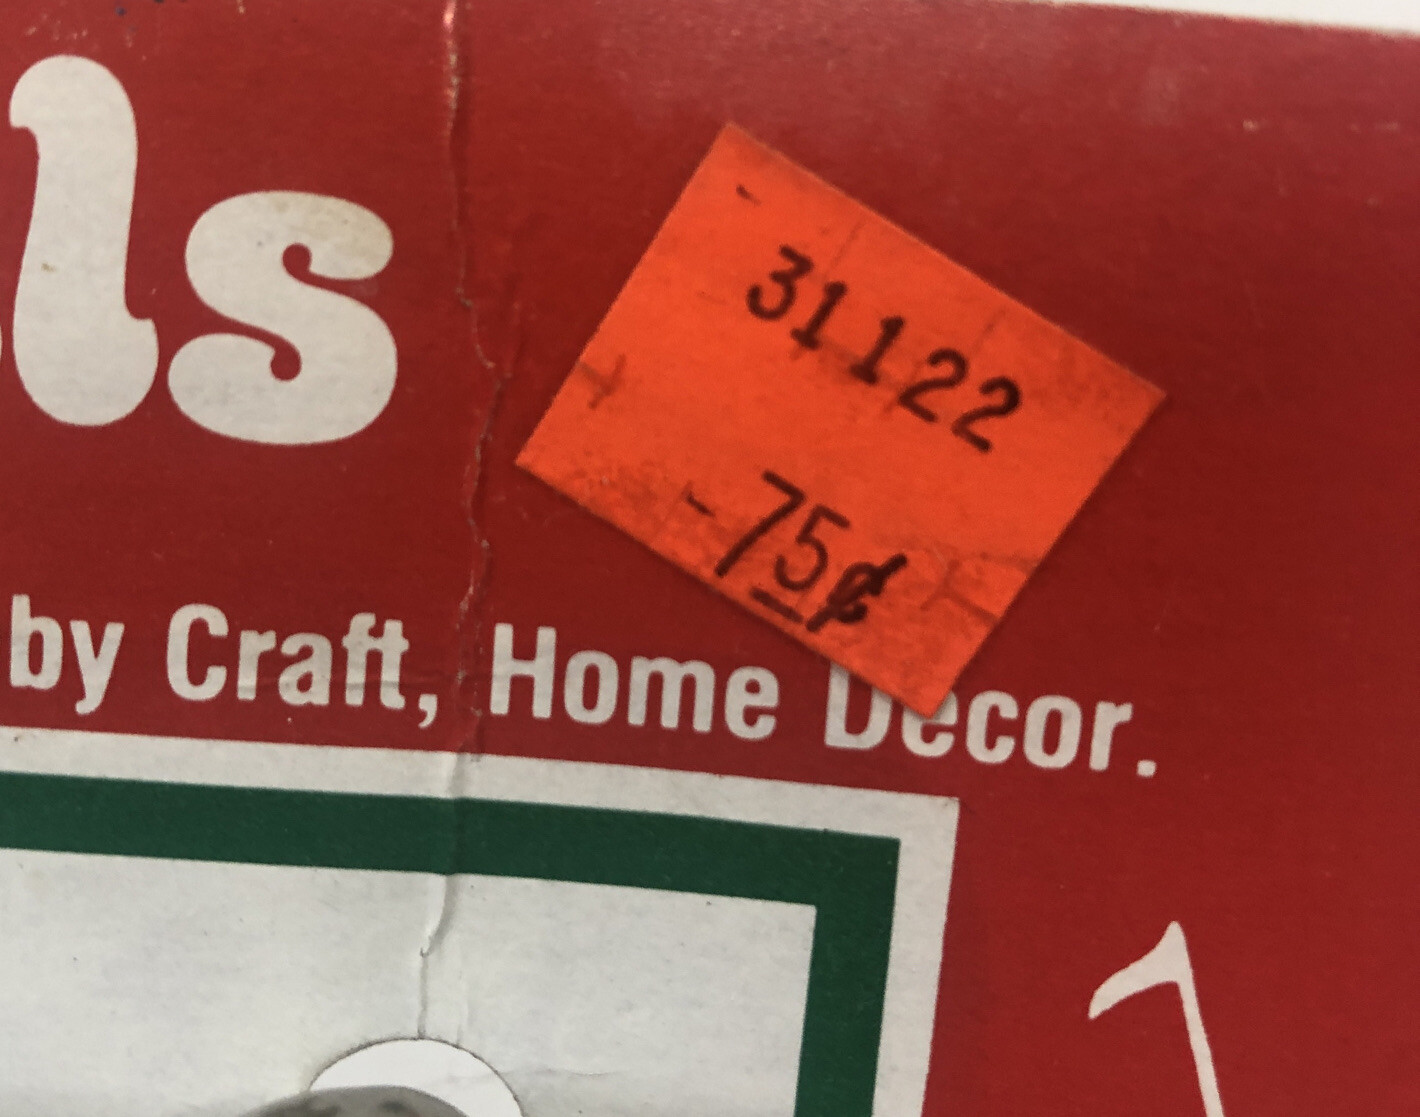 ls
31122
75¢
by Craft, Home Decor.